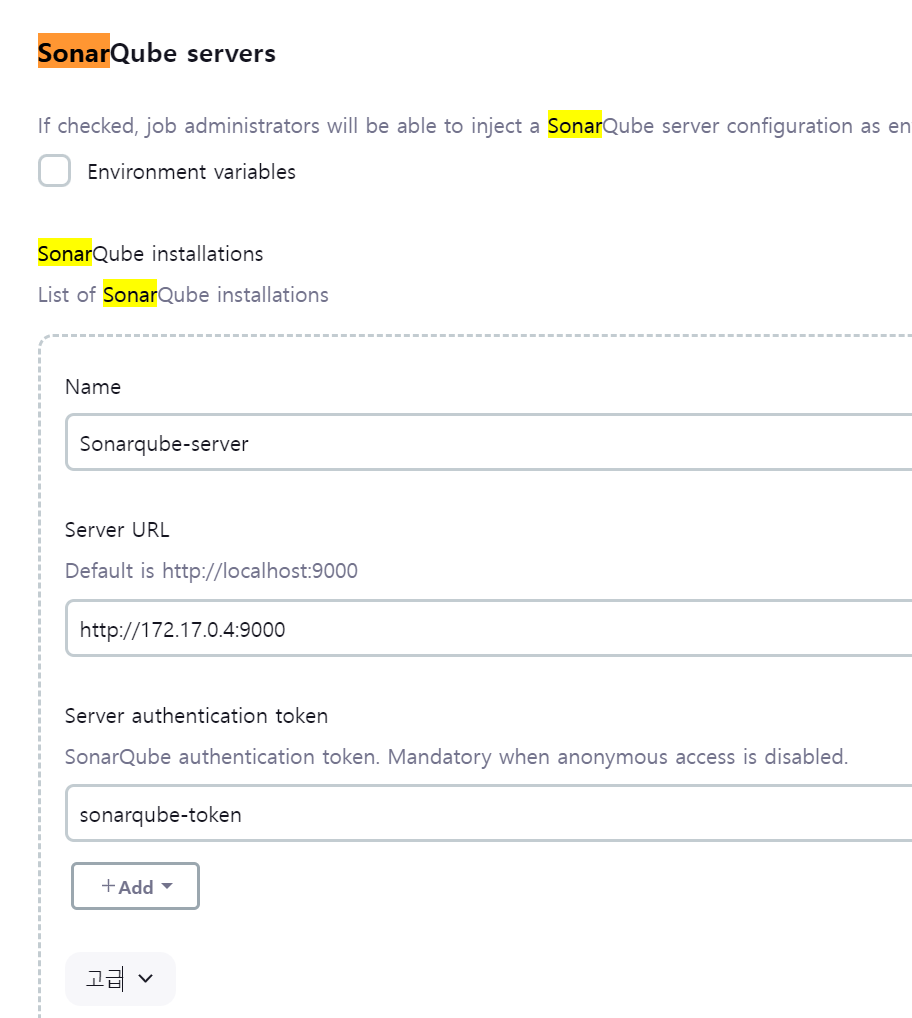 SonarQube servers
If checked, job administrators will be able to inject a SonarQube server configuration as en
Environment variables
SonarQube installations
List of SonarQube installations
Name
Sonarqube-server
Server URL
Default is http://localhost:9000
http://172.17.0.4:9000
Server authentication token
SonarQube authentication token. Mandatory when anonymous access is disabled.
sonarqube-token
+Add
고급